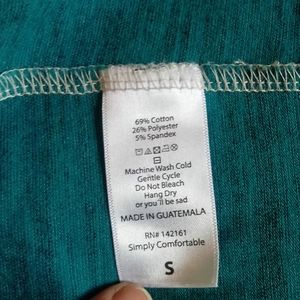 69% Cotton
26% Polyester
5% Spandex
Machine Wash Cold
Gentle Cycle
Do Not Bleach
Hang Dry
or you'll be sad
MADE IN GUATEMALA
RN# 142161
Simply Comfortable
S